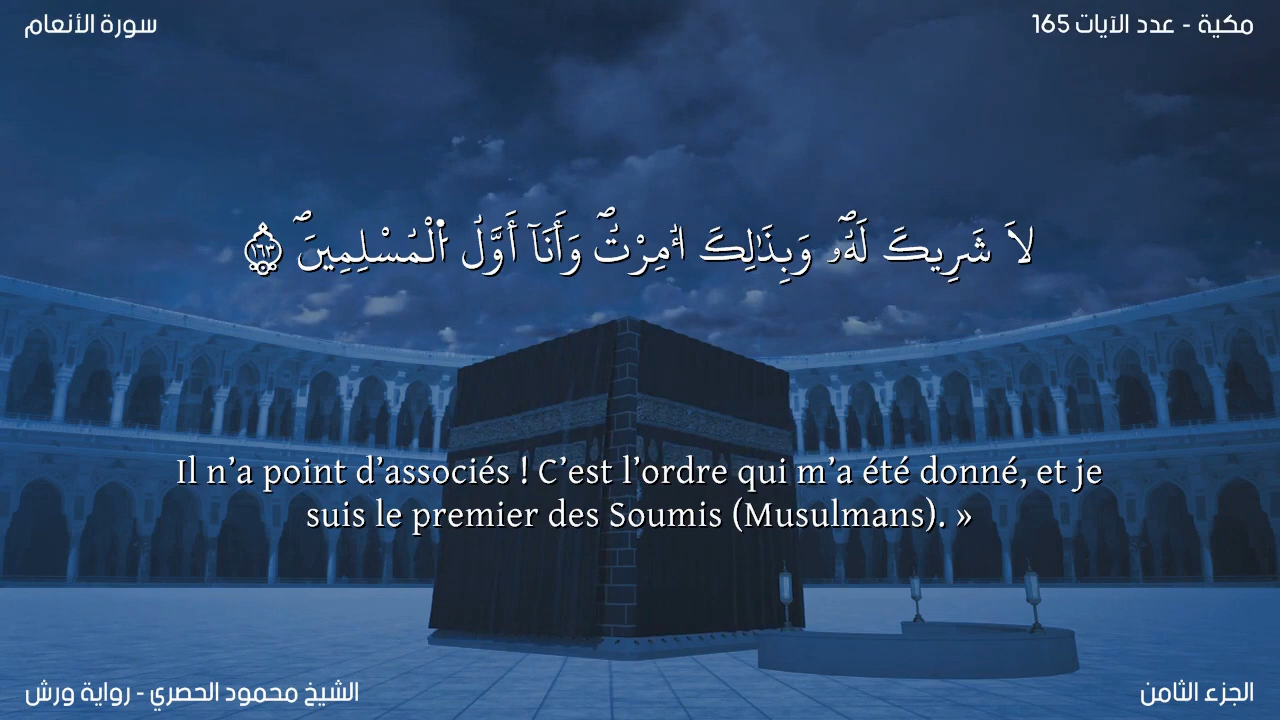 سورة الأنعام
مكية - عدد الآيات 165
لاَ شَرِيكَ لَهُۥۖ وَبِذَٰلِكَ أُمِرْتُۖ وَأَنَآ أَوَّلُ اُ۬لْمُسْلِمِينَۖ ١٦٣
Il n’a point d’associés ! C’est l’ordre qui m’a été donné, et je
suis le premier des Soumis (Musulmans). »
الشيخ محمود الحصري - رواية ورش
الجزء الثامن